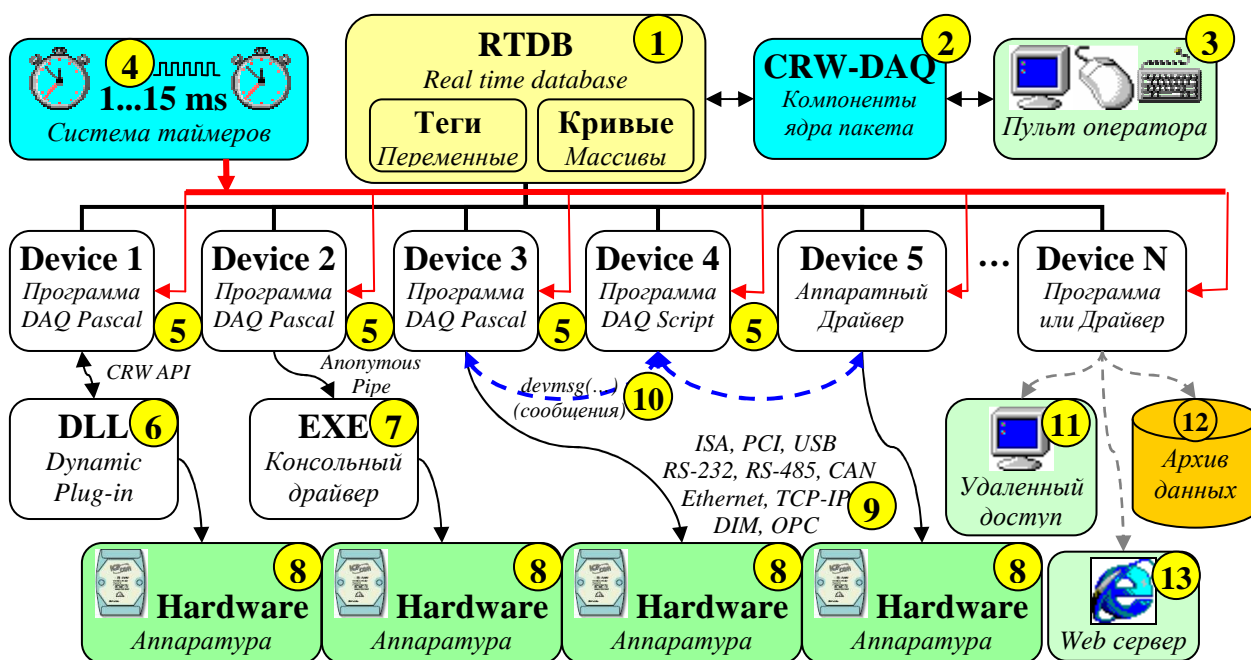 4
1...15 ms
Система таймеров
RTDB
1
Real time database
Теги
Переменные
Кривые
Массивы
CRW-DAQ
2
Компоненты
ядра пакета
3
Пульт оператора
Device 1
Программа
DAQ Pascal
5
Device 2
Программа
DAQ Pascal
5
Device 3
Программа
DAQ Pascal
5
Device 4
Программа
DAQ Script
5
Device 5
Аппаратный
Драйвер
...
Device N
Программа
или Драйвер
CRW API
Anonytous
Pipe
devmsg(...)
(сообщения)
10
DLL
6
Dynamic
Plug-in
EXE
7
Консольный
драйвер
ISA, PCI, USB
RS-232, RS-485, CAN
Ethernet, TCP-IP
DIM, OPC
9
11
Удаленный
доступ
12
Архив
данных
8
Hardware
Аппаратура
8
Hardware
Аппаратура
8
Hardware
Аппаратура
8
Hardware
Аппаратура
13
Web сервер